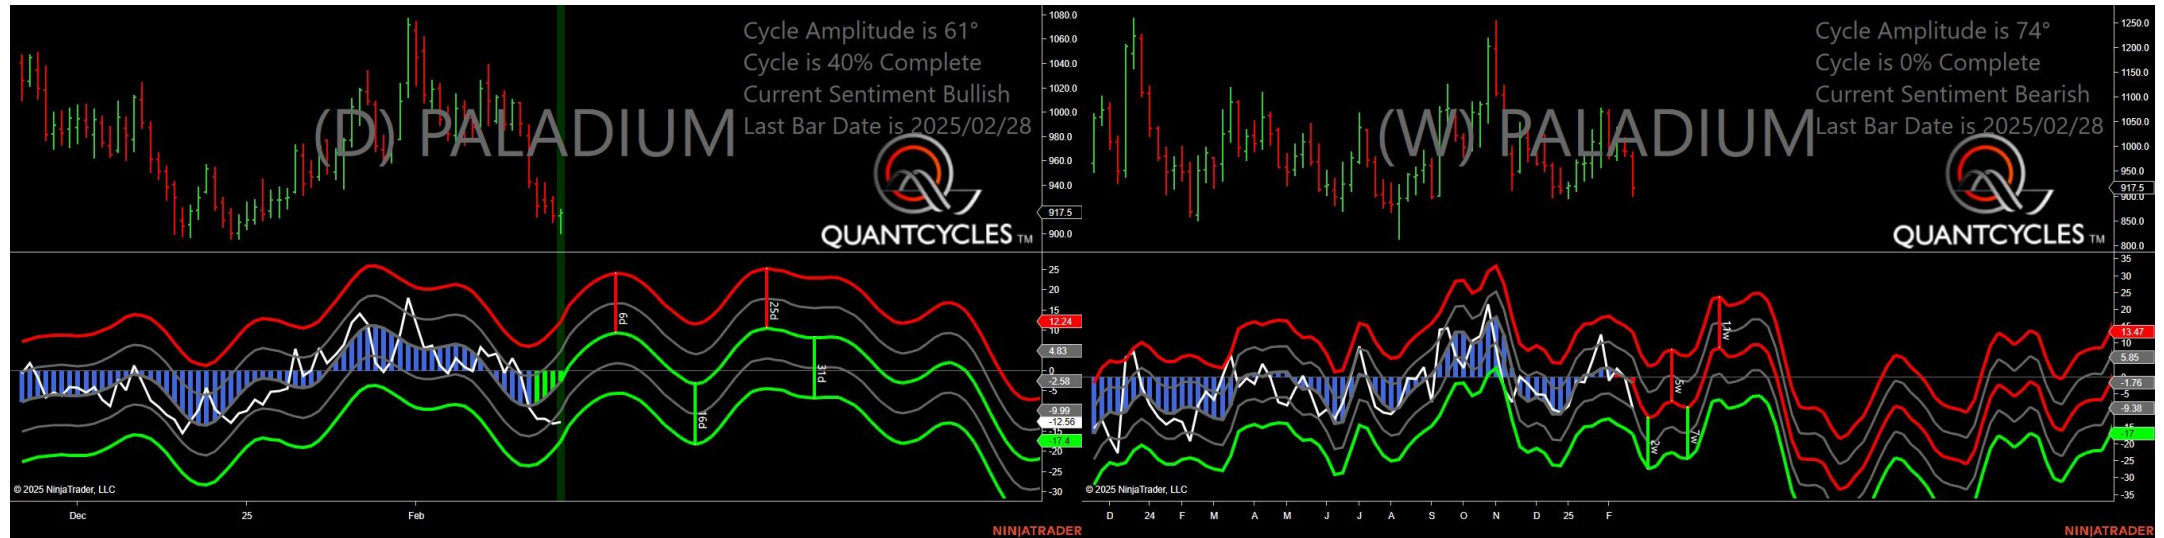 Cycle Amplitude is 61°
Cycle is 40% Complete
Current Sentiment Bullish
Last Bar Date is 2025/02/28
(D) PALADIUM
QUANTCYCLES TM
1080.0
1060.0
1040.0
1020.0
1000.0
980.0
960.0
940.0
917.5
900.0
25
20
15
12.24
10
4.83
0
-2.58
-5
-9.99
-12.56
-15
-17.4
-20
-25
-30
6d
16d
25d
31d
© 2025 NinjaTrader, LLC
Dec
25
Feb
NINJATRADER
Cycle Amplitude is 74°
Cycle is 0% Complete
Current Sentiment Bearish
Last Bar Date is 2025/02/28
(W) PALADIUM
QUANTCYCLES TM
1250.0
1200.0
1150.0
1100.0
1050.0
1000.0
950.0
917.5
900.0
850.0
800.0
35
30
25
20
13.47
10
5.85
0
-1.76
-5
-9.38
-17
-20
-25
-30
-35
2w
5w
7w
11w
© 2025 NinjaTrader, LLC
D 24 F M A M J J A S O N D 25 F
NINJATRADER